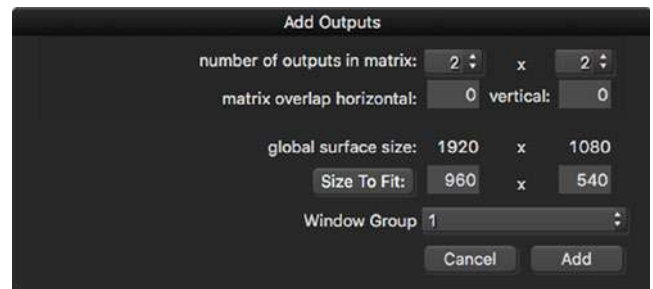 Add Outputs
number of outputs in matrix: 2 x 2
matrix overlap horizontal: 0 vertical: 0
global surface size: 1920 x 1080
Size To Fit: 960 x 540
Window Group 1
Cancel Add